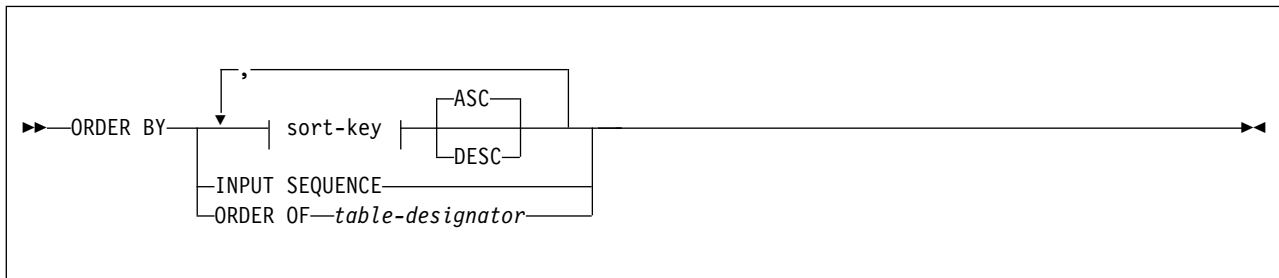 ,
ASC
ORDER BY sort-key
DESC
INPUT SEQUENCE
ORDER OF table-designator